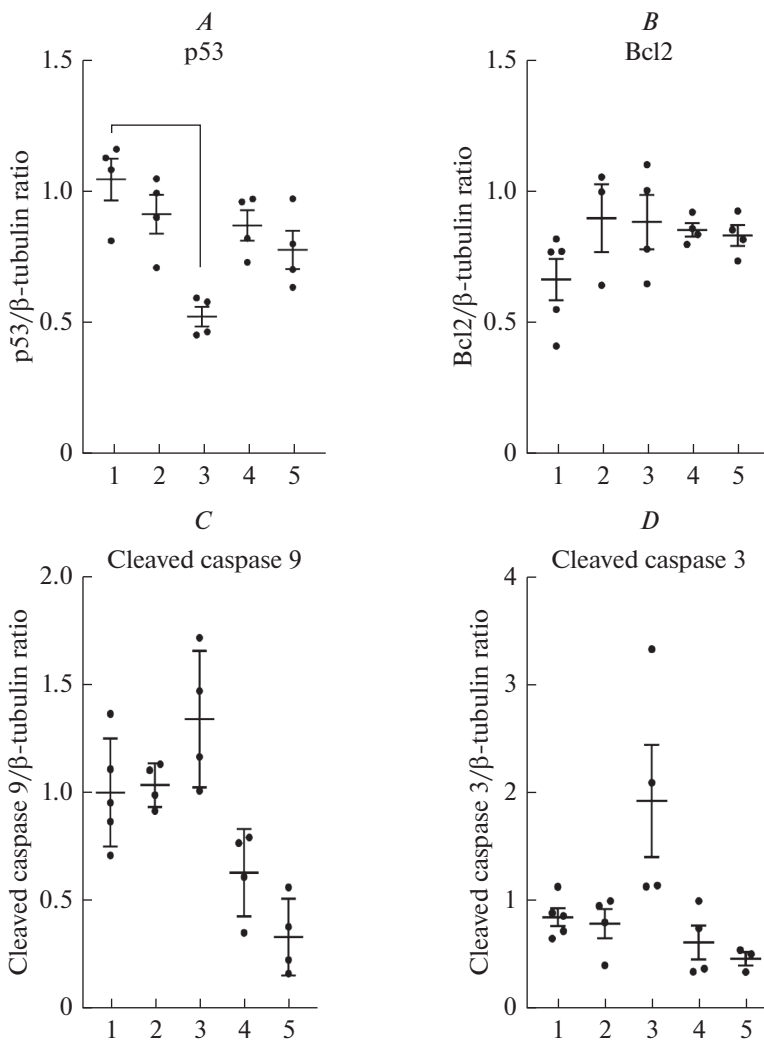 A
p53
1.5
1.0
0.5
0
p53/β-tubulin ratio
1 2 3 4 5
B
Bcl2
1.5
1.0
0.5
0
Bcl2/β-tubulin ratio
1 2 3 4 5
C
Cleaved caspase 9
2.0
1.5
1.0
0.5
0
Cleaved caspase 9/β-tubulin ratio
1 2 3 4 5
D
Cleaved caspase 3
4
3
2
1
0
Cleaved caspase 3/β-tubulin ratio
1 2 3 4 5